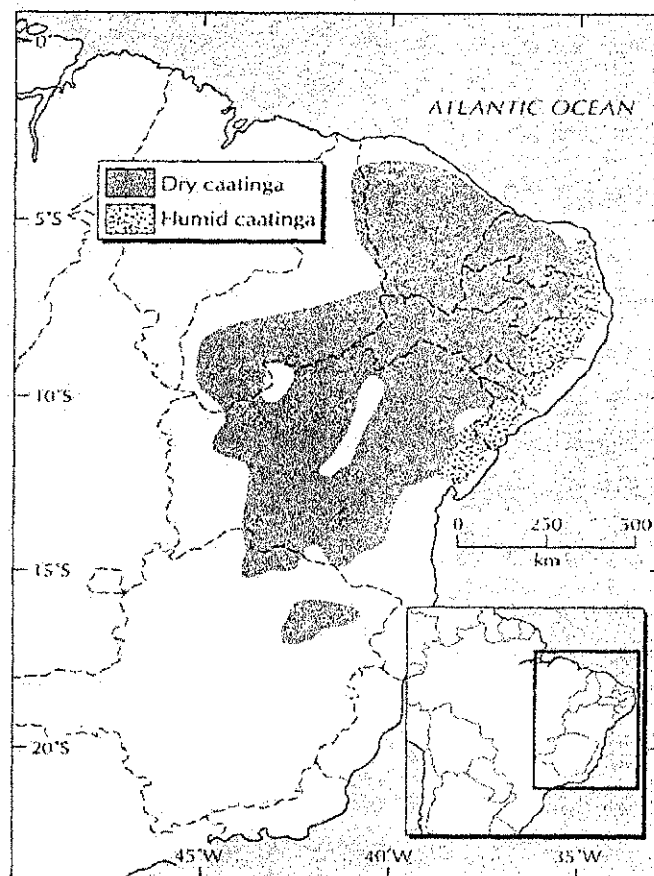 0
ATLANTIC OCEAN
Dry caatinga
5°S
Humid caatinga
10°S
0 250 500
km
15°S
20°S
45°W 40°W 35°W